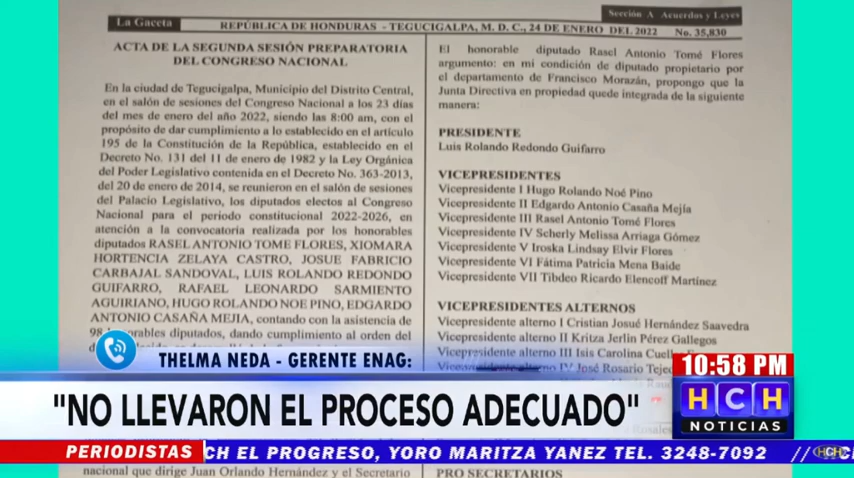 La Gaceta
Sección A Acuerdos y Leyes
REPÚBLICA DE HONDURAS - TEGUCIGALPA, M. D. C., 24 DE ENERO DEL 2022
No. 35,830
ACTA DE LA SEGUNDA SESIÓN PREPARATORIA
DEL CONGRESO NACIONAL
En la ciudad de Tegucigalpa, Municipio del Distrito Central,
en el salón de sesiones del Congreso Nacional a los 23 días
del mes de enero del año 2022, siendo las 8:00 am, con el
propósito de dar cumplimiento a lo establecido en el artículo
195 de la Constitución de la República, establecido en el
Decreto No. 131 del 11 de enero de 1982 y la Ley Orgánica
del Poder Legislativo contenida en el Decreto No. 363-2013,
del 20 de enero de 2014, se reunieron en el salón de sesiones
del Palacio Legislativo, los diputados electos al Congreso
Nacional para el periodo constitucional 2022-2026, en
atención a la convocatoria realizada por los honorables
diputados RASEL ANTONIO TOME FLORES, XIOMARA
HORTENCIA ZELAYA CASTRO, JOSUE FABRICIO
CARBAJAL SANDOVAL, LUIS ROLANDO REDONDO
GUIFARRO, RAFAEL LEONARDO SARMIENTO
AGUIRIANO, HUGO ROLANDO NOE PINO, EDGARDO
ANTONIO CASAÑA MEJIA, contando con la asistencia de
98 honorables diputados, dando cumplimiento al orden del
nacional que dirige Juan Orlando Hernández y el Secretario
El honorable diputado Rasel Antonio Tomé Flores
argumento: en mi condición de diputado propietario por
el departamento de Francisco Morazán, propongo que la
Junta Directiva en propiedad quede integrada de la siguiente
manera:
PRESIDENTE
Luis Rolando Redondo Guifarro
VICEPRESIDENTES
Vicepresidente I Hugo Rolando Noé Pino
Vicepresidente II Edgardo Antonio Casaña Mejía
Vicepresidente III Rasel Antonio Tomé Flores
Vicepresidente IV Scherly Melissa Arriaga Gómez
Vicepresidente V Iroska Lindsay Elvir Flores
Vicepresidente VI Fátima Patricia Mena Baide
Vicepresidente VII Tibdeo Ricardo Elencoff Martínez
VICEPRESIDENTES ALTERNOS
Vicepresidente alterno I Cristian Josué Hernández Saavedra
Vicepresidente alterno II Kritza Jerlin Pérez Gallegos
Vicepresidente alterno III Isis Carolina
José Rosario
PRO SECRETARIOS
THELMA NEDA - GERENTE ENAG:
"NO LLEVARON EL PROCESO ADECUADO"
10:58 PM
HCH
NOTICIAS
PERIODISTAS
CH EL PROGRESO, YORO MARITZA YANEZ TEL. 3248-7092 //
HCH